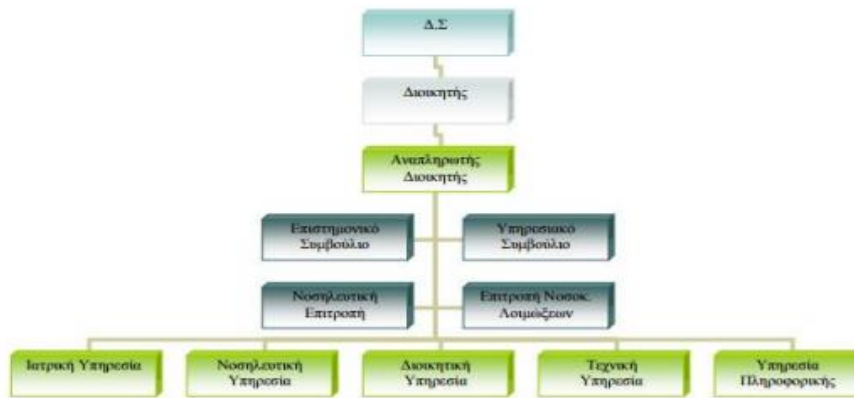 Δ.Σ
Διοικητής
Αναπληρωτής
Διοικητής
Επιστημονικό
Συμβούλιο
Υπηρεσιακό
Συμβούλιο
Νοσηλευτική
Επιτροπή
Επιτροπή Νοσοκ.
Λοιμώξεων
Ιατρική Υπηρεσία
Νοσηλευτική
Υπηρεσία
Διοικητική
Υπηρεσία
Τεχνική
Υπηρεσία
Υπηρεσία
Πληροφορικής